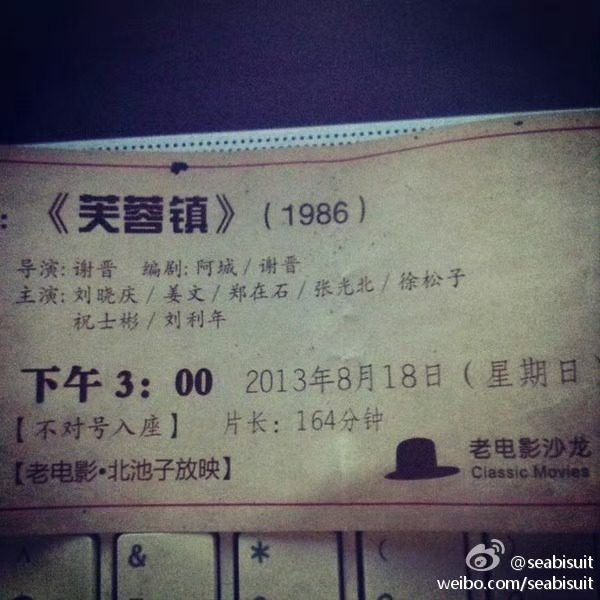 : 《芙蓉镇》(1986)
导演: 谢晋 编剧: 阿城/谢晋
主演: 刘晓庆/姜文/郑在石/张光北/徐松子
祝士彬/刘利年
下午 3：00 2013年8月18日(星期日
【不对号入座】 片长: 164分钟
老电影沙龙
Classic Movies
【老电影·北池子放映】
^ & * ( )
@seabisuit
weibo.com/seabisuit